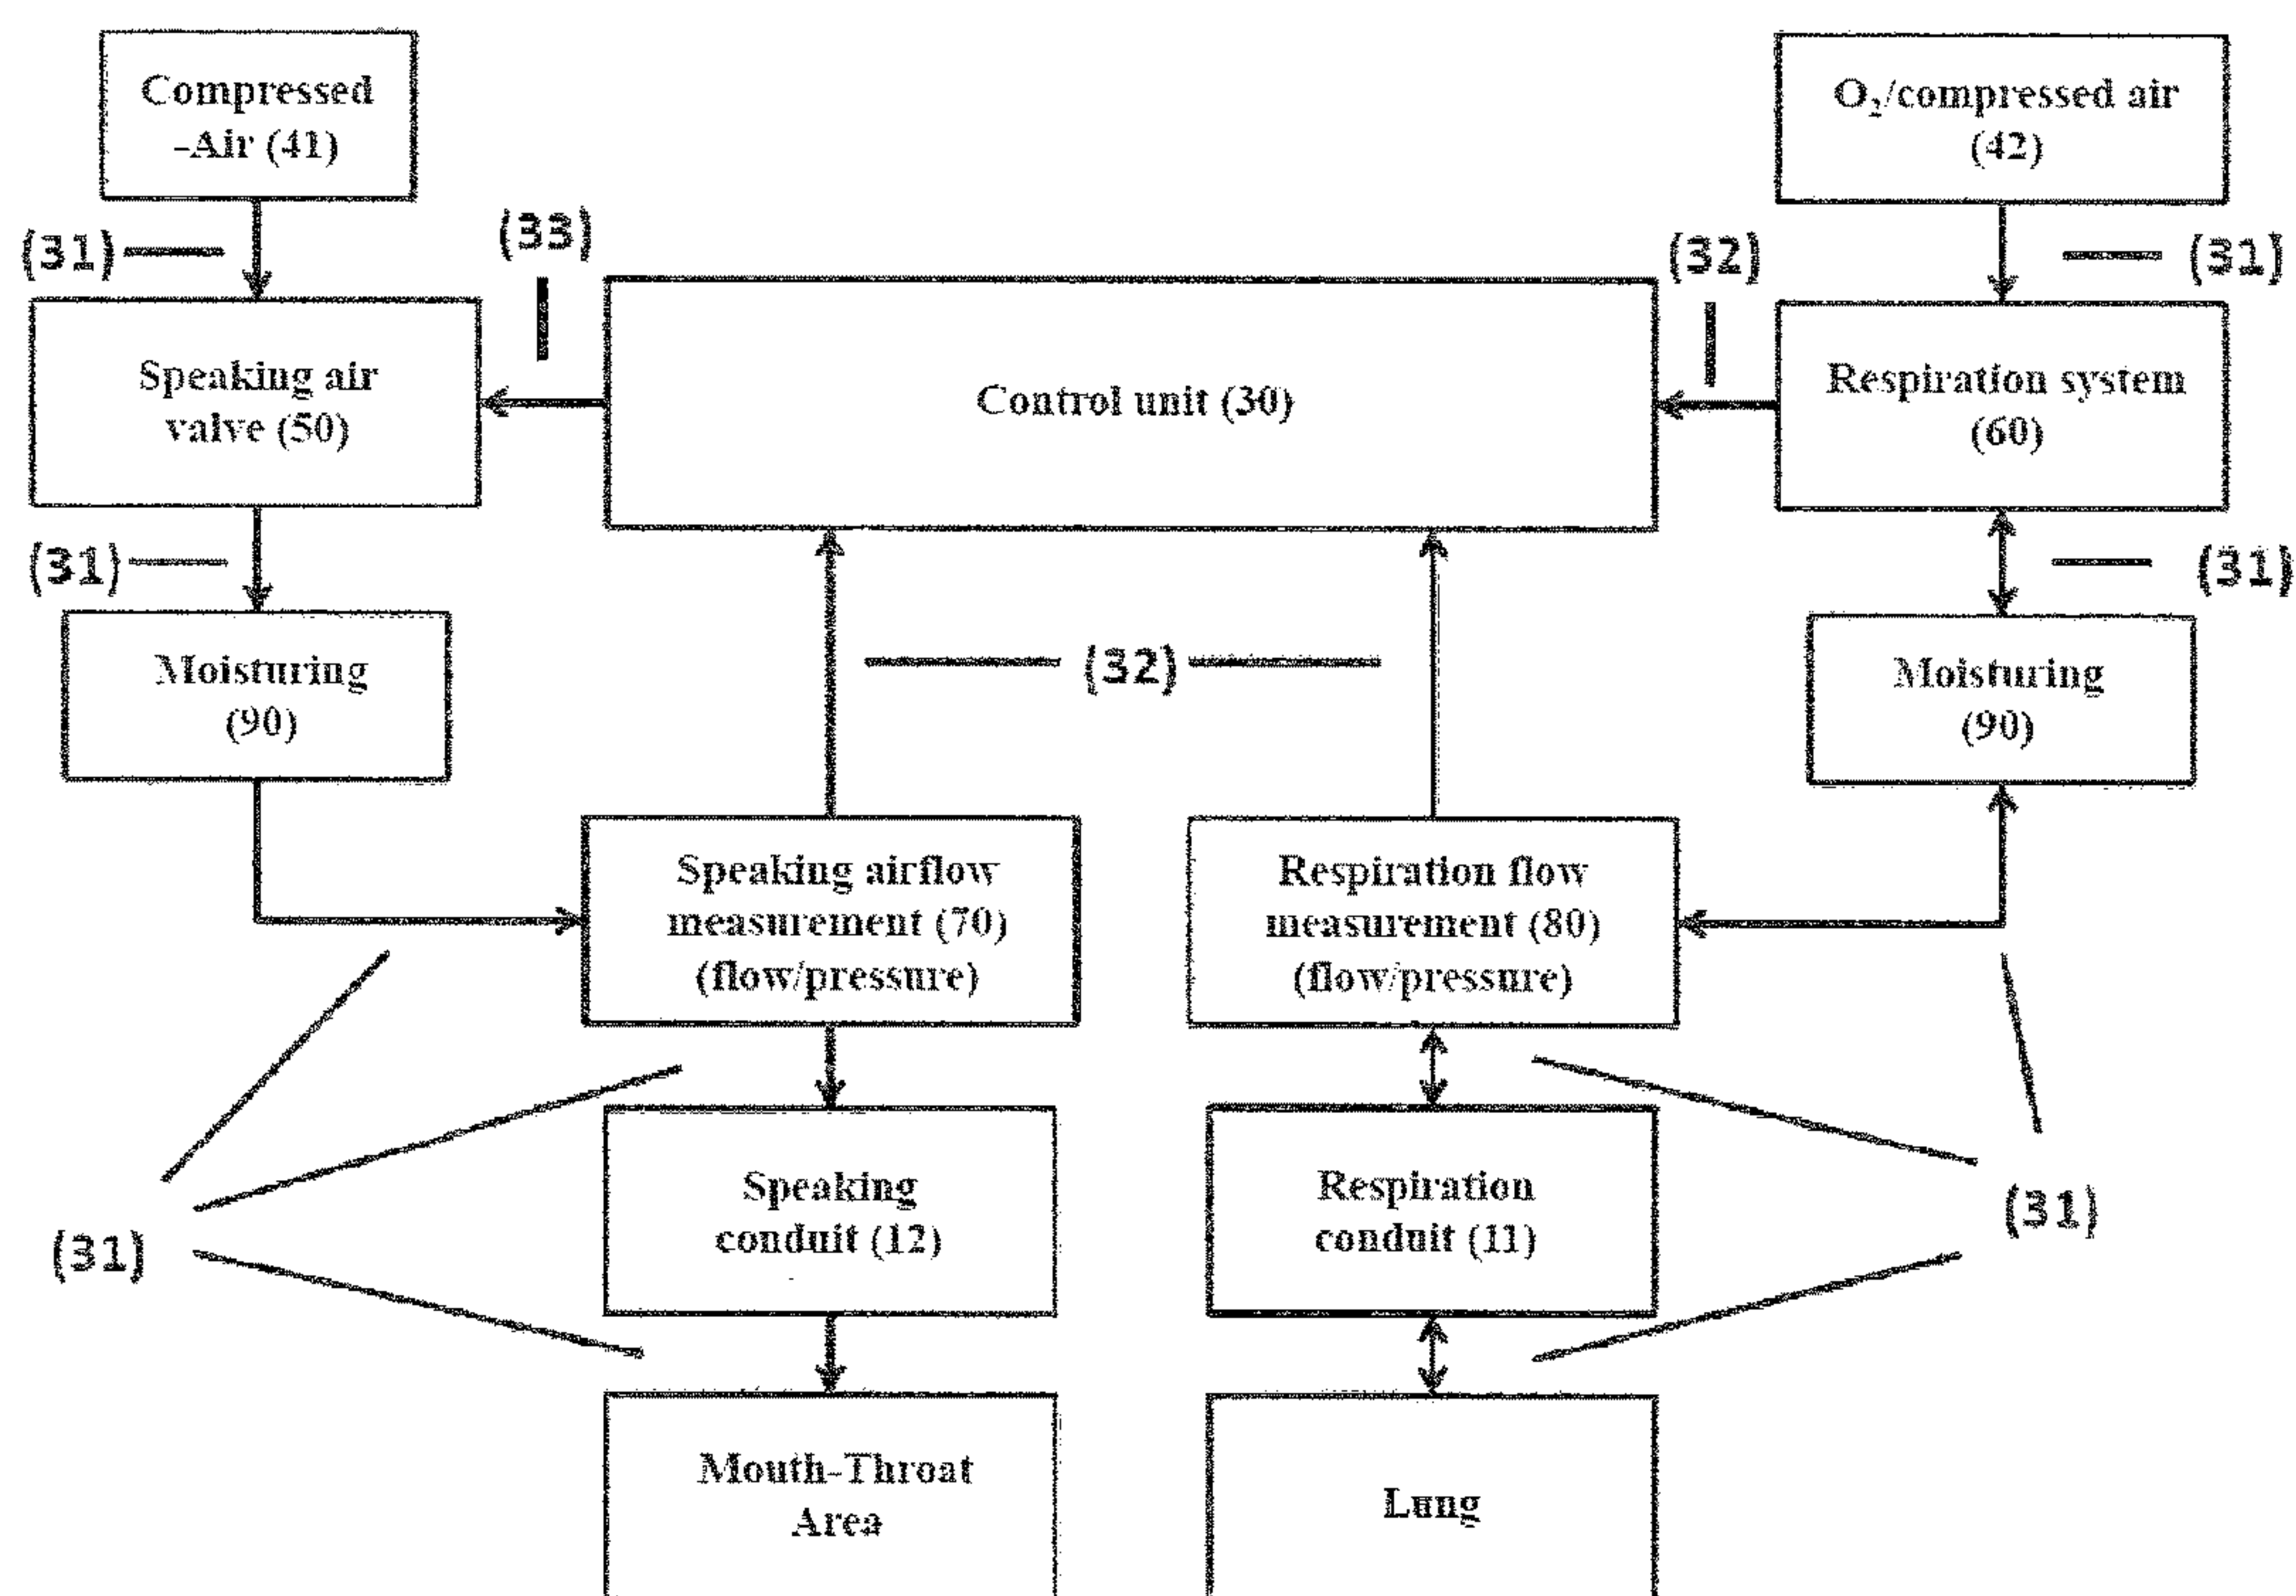 Compressed
-Air (41)
O₂/compressed air
(42)
(31)
(33)
(32)
(31)
Speaking air
valve (50)
Control unit (30)
Respiration system
(60)
(31)
(31)
Moisturing
(90)
(32)
Moisturing
(90)
Speaking airflow
measurement (70)
(flow/pressure)
Respiration flow
measurement (80)
(flow/pressure)
Speaking
conduit (12)
Respiration
conduit (11)
(31)
(31)
Mouth-Throat
Area
Lung